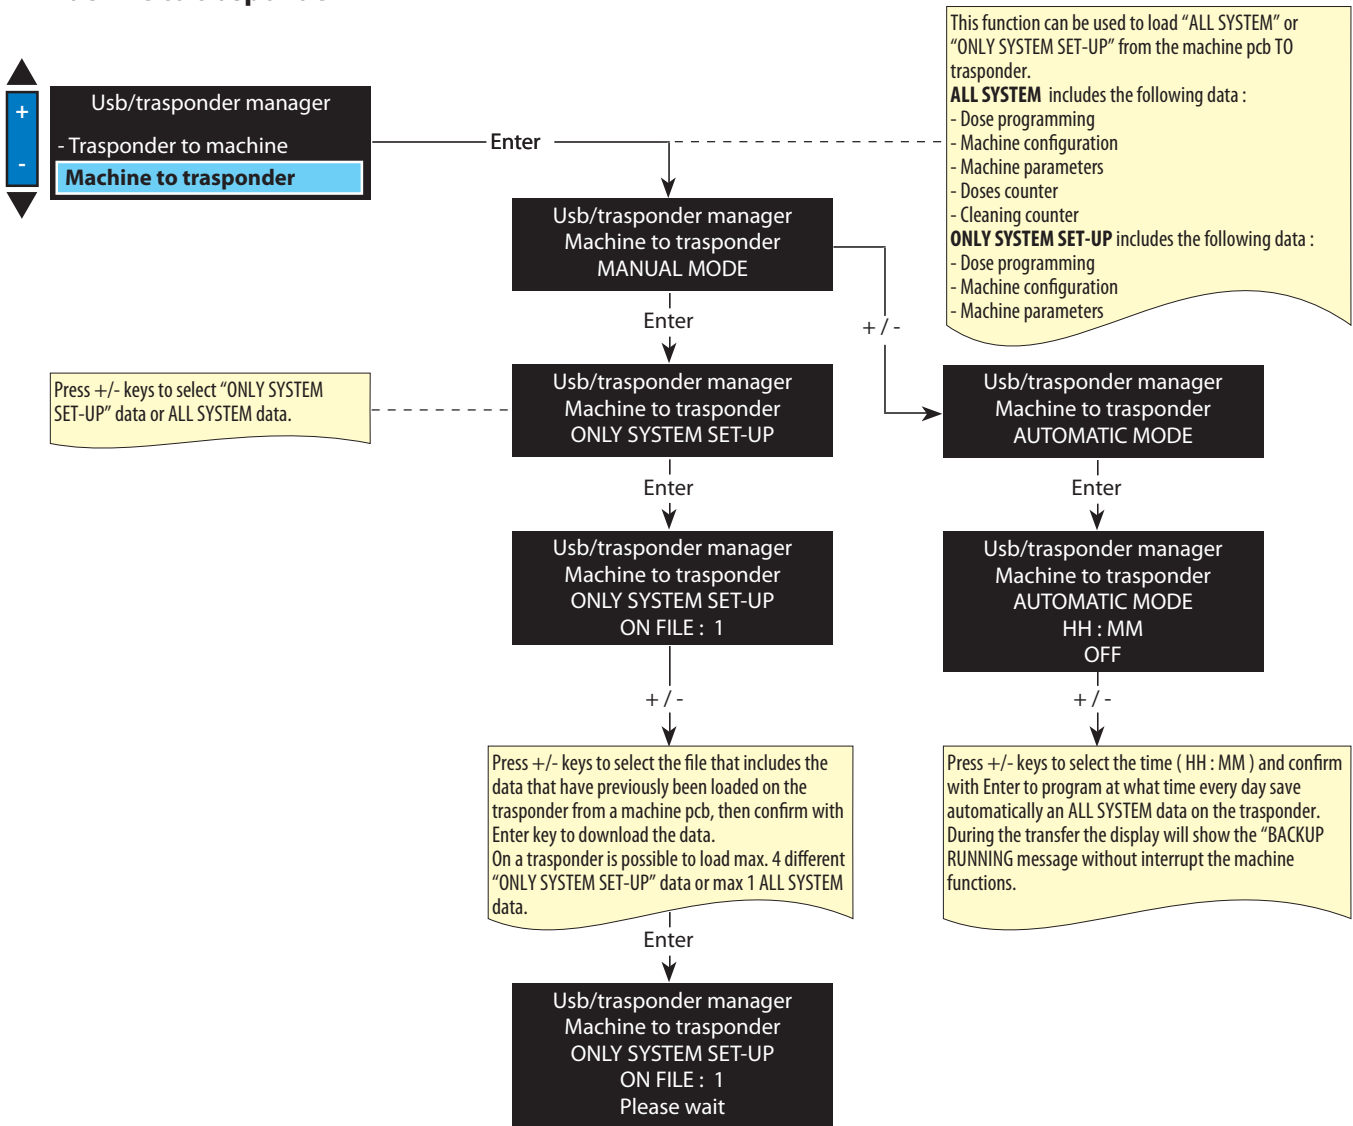 This function can be used to load “ALL SYSTEM” or
“ONLY SYSTEM SET-UP” from the machine pcb TO
trasponder.
ALL SYSTEM includes the following data :
- Dose programming
- Machine configuration
- Machine parameters
- Doses counter
- Cleaning counter
ONLY SYSTEM SET-UP includes the following data :
- Dose programming
- Machine configuration
- Machine parameters
+
-
Usb/trasponder manager
- Trasponder to machine
Machine to trasponder
Enter
Usb/trasponder manager
Machine to trasponder
MANUAL MODE
Enter
+ / -
Press +/- keys to select “ONLY SYSTEM
SET-UP” data or ALL SYSTEM data.
Usb/trasponder manager
Machine to trasponder
ONLY SYSTEM SET-UP
Usb/trasponder manager
Machine to trasponder
AUTOMATIC MODE
Enter
Enter
Usb/trasponder manager
Machine to trasponder
ONLY SYSTEM SET-UP
ON FILE : 1
Usb/trasponder manager
Machine to trasponder
AUTOMATIC MODE
HH : MM
OFF
+ / -
+ / -
Press +/- keys to select the file that includes the
data that have previously been loaded on the
trasponder from a machine pcb, then confirm with
Enter key to download the data.
On a trasponder is possible to load max. 4 different
“ONLY SYSTEM SET-UP” data or max 1 ALL SYSTEM
data.
Press +/- keys to select the time ( HH : MM ) and confirm
with Enter to program at what time every day save
automatically an ALL SYSTEM data on the trasponder.
During the transfer the display will show the “BACKUP
RUNNING message without interrupt the machine
functions.
Enter
Usb/trasponder manager
Machine to trasponder
ONLY SYSTEM SET-UP
ON FILE : 1
Please wait